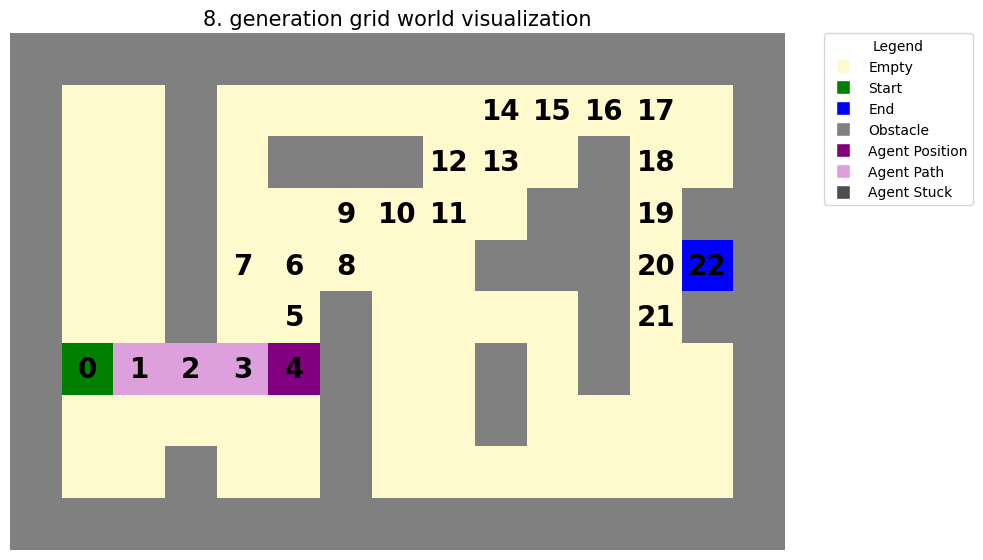 8. generation grid world visualization
Legend
Empty
Start
End
Obstacle
Agent Position
Agent Path
Agent Stuck
14 15 16 17
12 13 18
9 10 11 19
7 6 8 20 22
5 21
0 1 2 3 4